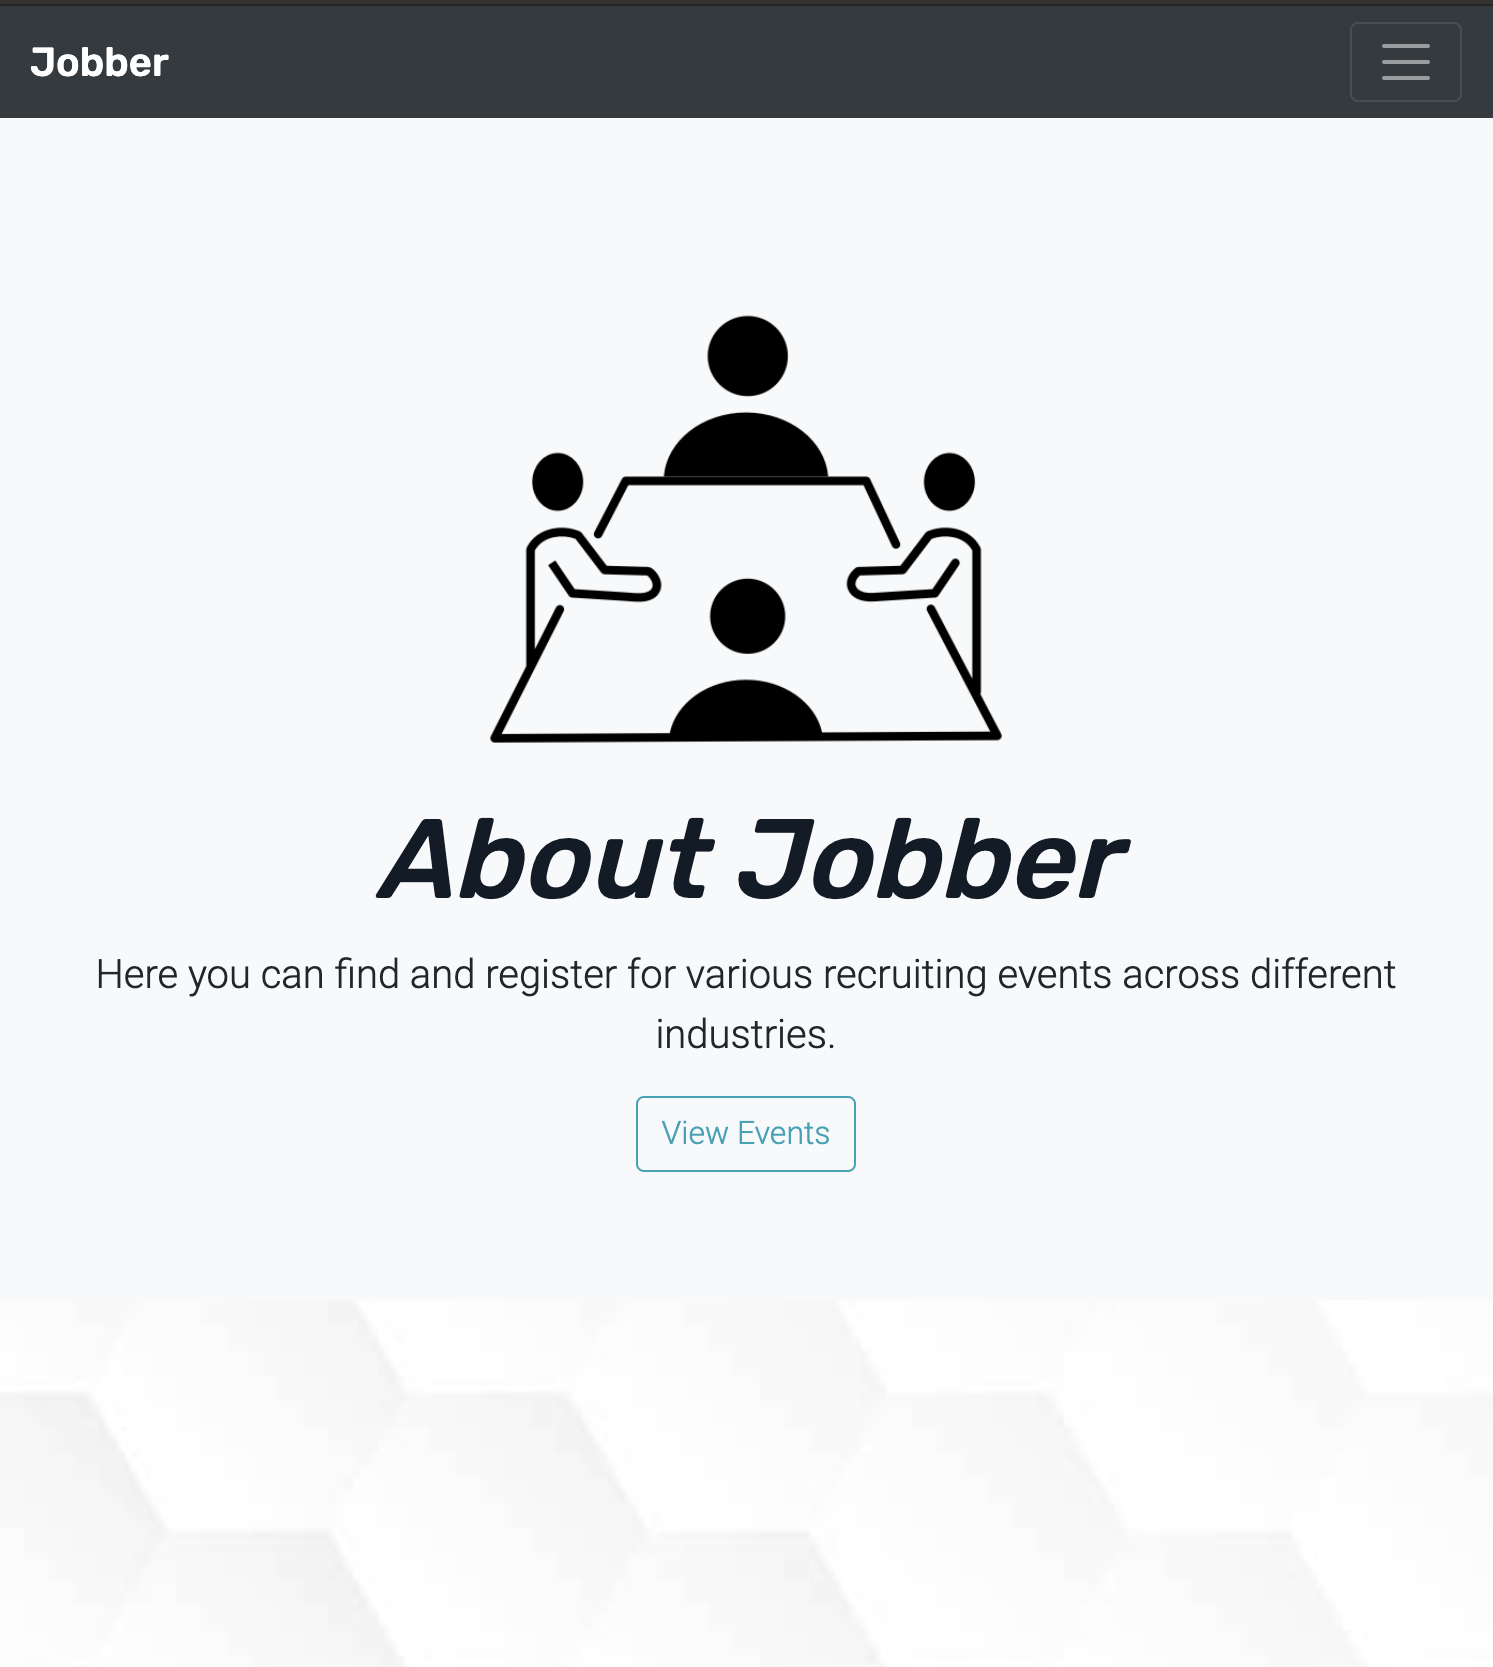 Jobber
About Jobber
Here you can find and register for various recruiting events across different
industries.
View Events